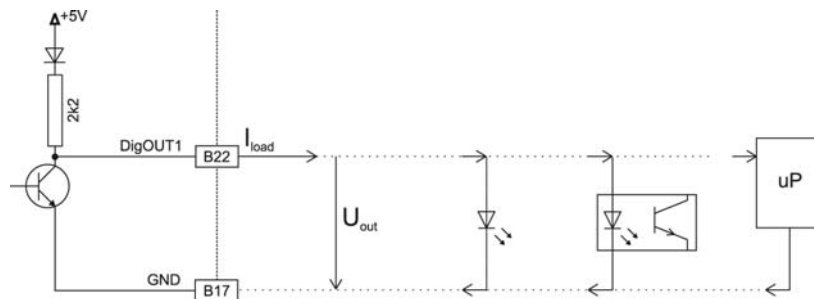 +5V
2k2
DigOUT1
B22
Iload
Uout
uP
GND
B17